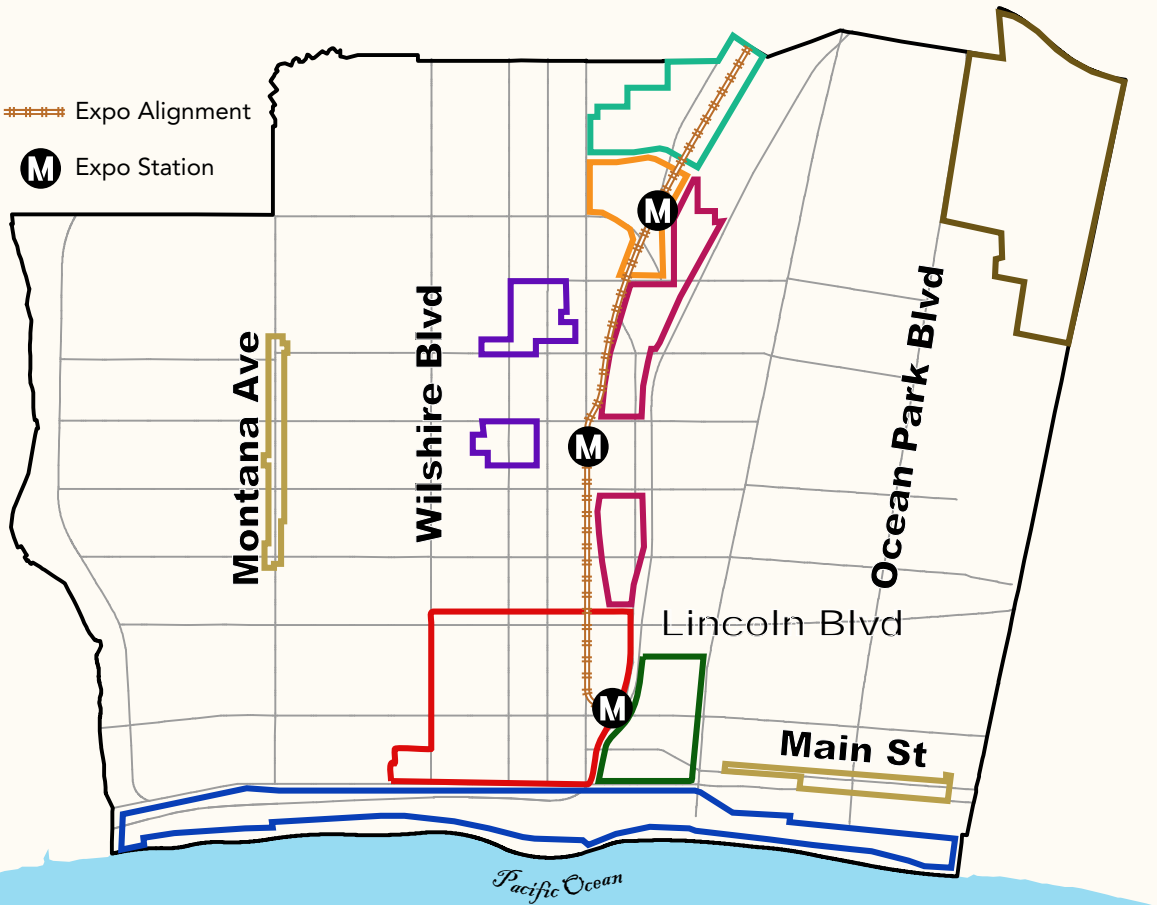 Expo Alignment
M Expo Station
M
Montana Ave
Wilshire Blvd
Ocean Park Blvd
M
Lincoln Blvd
M
Main St
Pacific Ocean